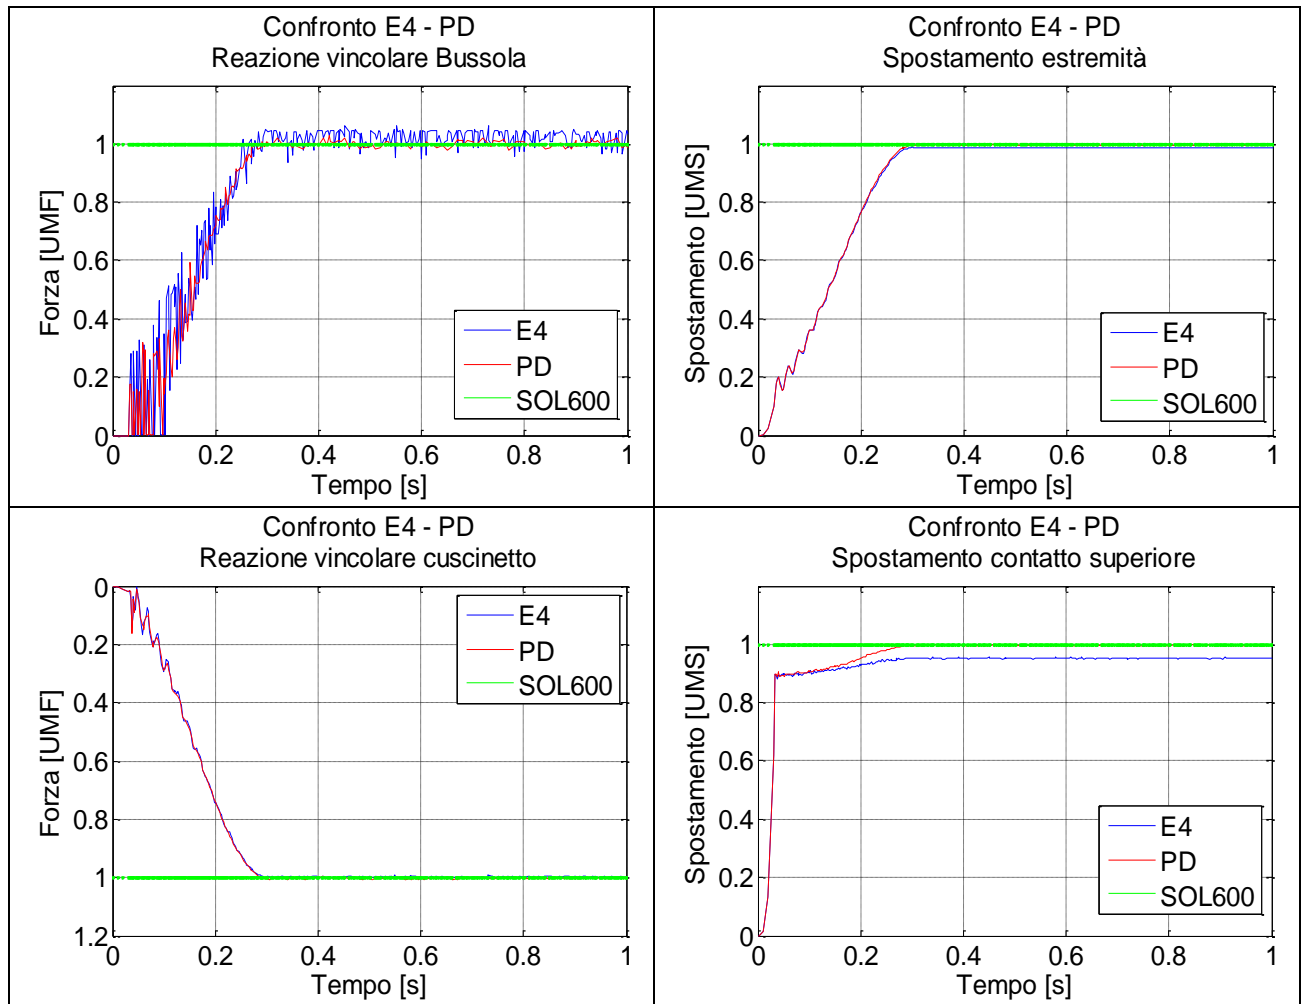 Confronto E4 - PD
Reazione vincolare Bussola
Forza [UMF]
1
0.8
0.6
0.4
0.2
0
0 0.2 0.4 0.6 0.8 1
Tempo [s]
E4
PD
SOL600
Confronto E4 - PD
Spostamento estremità
Spostamento [UMS]
1
0.8
0.6
0.4
0.2
0
0 0.2 0.4 0.6 0.8 1
Tempo [s]
E4
PD
SOL600
Confronto E4 - PD
Reazione vincolare cuscinetto
Forza [UMF]
0
0.2
0.4
0.6
0.8
1
1.2
0 0.2 0.4 0.6 0.8 1
Tempo [s]
E4
PD
SOL600
Confronto E4 - PD
Spostamento contatto superiore
Spostamento [UMS]
1
0.8
0.6
0.4
0.2
0
0 0.2 0.4 0.6 0.8 1
Tempo [s]
E4
PD
SOL600